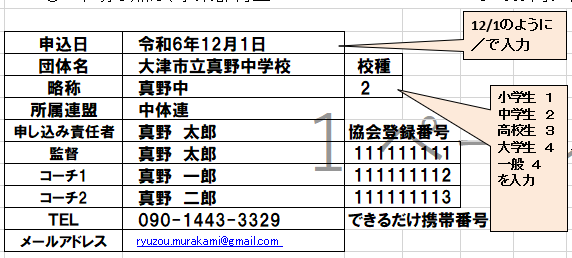 12/1のように
／で入力
申込日 令和6年12月1日
団体名 大津市立真野中学校 校種
略称 真野中 2
小学生 1
中学生 2
高校生 3
大学生 4
一般 4
を入力
所属連盟 中体連
申し込み責任者 真野 太郎 協会登録番号
監督 真野 太郎 111111111
コーチ1 真野 一郎 111111112
コーチ2 真野 二郎 111111113
TEL 090-1443-3329 できるだけ携帯番号
メールアドレス ryuzou.murakami@gmail.com